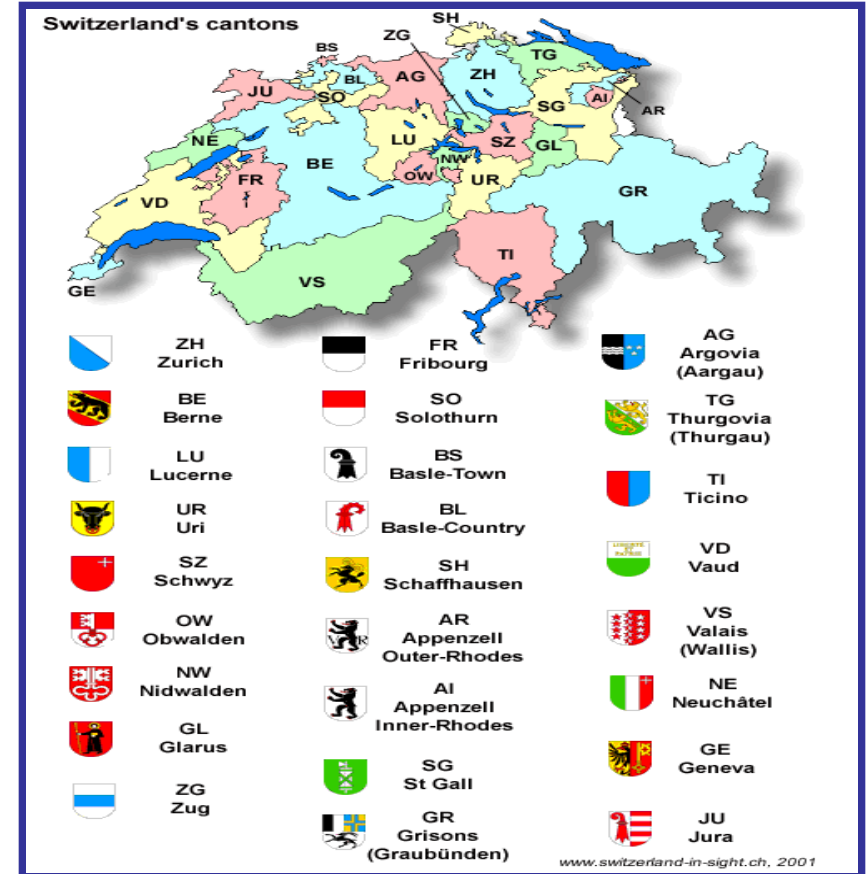 Switzerland's cantons
SH
ZG
BS
TG
BL
AG
ZH
JU
SO
SG
AI
AR
NE
LU
SZ
GL
BE
NW
OW
FR
UR
GR
VD
TI
VS
GE
ZH
Zurich
BE
Berne
LU
Lucerne
UR
Uri
SZ
Schwyz
OW
Obwalden
NW
Nidwalden
GL
Glarus
ZG
Zug
FR
Fribourg
SO
Solothurn
BS
Basle-Town
BL
Basle-Country
SH
Schaffhausen
AR
Appenzell
Outer-Rhodes
AI
Appenzell
Inner-Rhodes
SG
St Gall
GR
Grisons
(Graubünden)
AG
Argovia
(Aargau)
TG
Thurgovia
(Thurgau)
TI
Ticino
VD
Vaud
VS
Valais
(Wallis)
NE
Neuchâtel
GE
Geneva
JU
Jura
www.switzerland-in-sight.ch, 2001